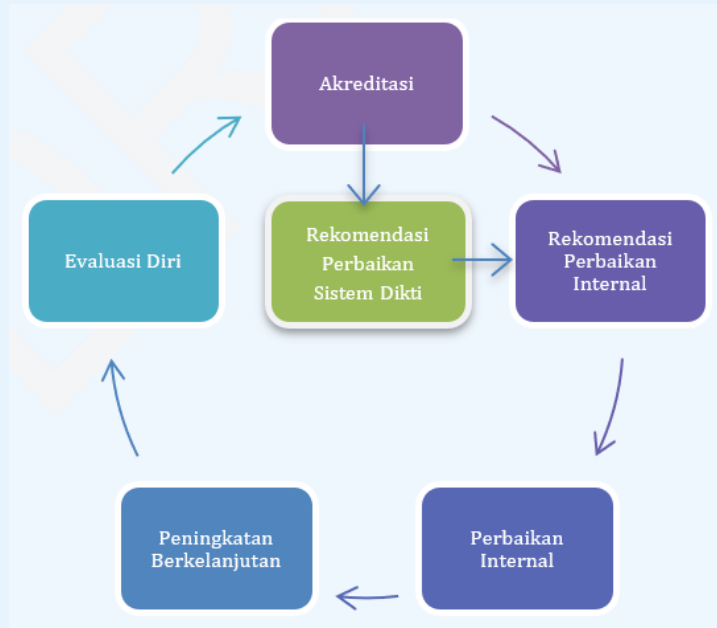 Akreditasi
Rekomendasi
Perbaikan
Sistem Dikti
Rekomendasi
Perbaikan
Internal
Evaluasi Diri
Perbaikan
Internal
Peningkatan
Berkelanjutan